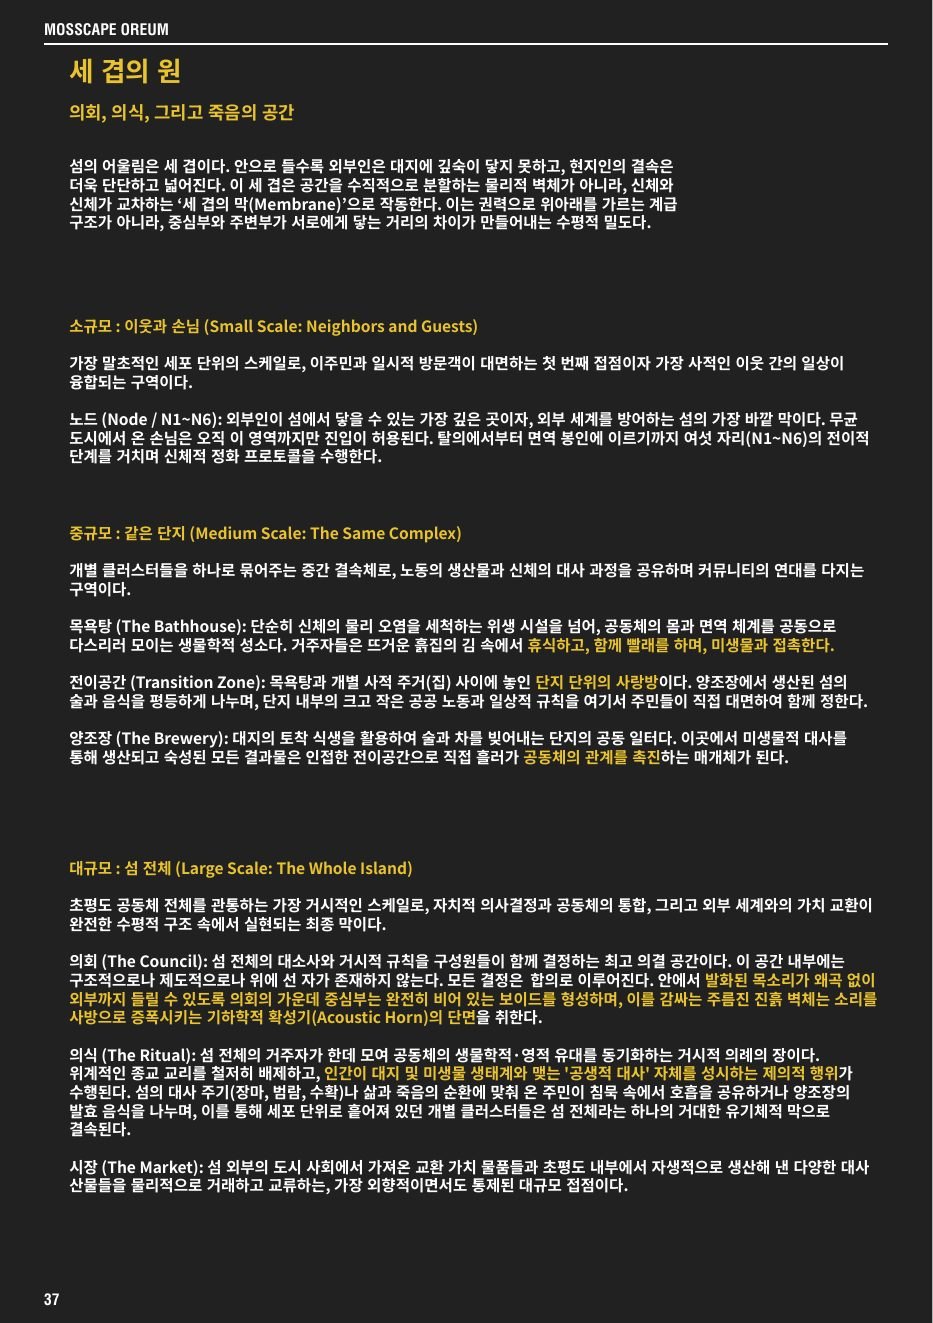 MOSSCAPE OREUM
세 겹의 원
의회, 의식, 그리고 죽음의 공간
섬의 어울림은 세 겹이다. 안으로 들수록 외부인은 대지에 깊숙이 닿지 못하고, 현지인의 결속은
더욱 단단하고 넓어진다. 이 세 겹은 공간을 수직적으로 분할하는 물리적 벽체가 아니라, 신체와
신체가 교차하는 ‘세 겹의 막(Membrane)’으로 작동한다. 이는 권력으로 위아래를 가르는 계급
구조가 아니라, 중심부와 주변부가 서로에게 닿는 거리의 차이가 만들어내는 수평적 밀도다.
소규모 : 이웃과 손님 (Small Scale: Neighbors and Guests)
가장 말초적인 세포 단위의 스케일로, 이주민과 일시적 방문객이 대면하는 첫 번째 접점이자 가장 사적인 이웃 간의 일상이
융합되는 구역이다.
노드 (Node / N1~N6): 외부인이 섬에서 닿을 수 있는 가장 깊은 곳이자, 외부 세계를 방어하는 섬의 가장 바깥 막이다. 무균
도시에서 온 손님은 오직 이 영역까지만 진입이 허용된다. 탈의에서부터 면역 봉인에 이르기까지 여섯 자리(N1~N6)의 전이적
단계를 거치며 신체적 정화 프로토콜을 수행한다.
중규모 : 같은 단지 (Medium Scale: The Same Complex)
개별 클러스터들을 하나로 묶어주는 중간 결속체로, 노동의 생산물과 신체의 대사 과정을 공유하며 커뮤니티의 연대를 다지는
구역이다.
목욕탕 (The Bathhouse): 단순히 신체의 물리 오염을 세척하는 위생 시설을 넘어, 공동체의 몸과 면역 체계를 공동으로
다스리러 모이는 생물학적 성소다. 거주자들은 뜨거운 흙집의 김 속에서 휴식하고, 함께 빨래를 하며, 미생물과 접촉한다.
전이공간 (Transition Zone): 목욕탕과 개별 사적 주거(집) 사이에 놓인 단지 단위의 사랑방이다. 양조장에서 생산된 섬의
술과 음식을 평등하게 나누며, 단지 내부의 크고 작은 공공 노동과 일상적 규칙을 여기서 주민들이 직접 대면하여 함께 정한다.
양조장 (The Brewery): 대지의 토착 식생을 활용하여 술과 차를 빚어내는 단지의 공동 일터다. 이곳에서 미생물적 대사를
통해 생산되고 숙성된 모든 결과물은 인접한 전이공간으로 직접 흘러가 공동체의 관계를 촉진하는 매개체가 된다.
대규모 : 섬 전체 (Large Scale: The Whole Island)
초평도 공동체 전체를 관통하는 가장 거시적인 스케일로, 자치적 의사결정과 공동체의 통합, 그리고 외부 세계와의 가치 교환이
완전한 수평적 구조 속에서 실현되는 최종 막이다.
의회 (The Council): 섬 전체의 대소사와 거시적 규칙을 구성원들이 함께 결정하는 최고 의결 공간이다. 이 공간 내부에는
구조적으로나 제도적으로나 위에 선 자가 존재하지 않는다. 모든 결정은 합의로 이루어진다. 안에서 발화된 목소리가 왜곡 없이
외부까지 들릴 수 있도록 의회의 가운데 중심부는 완전히 비어 있는 보이드를 형성하며, 이를 감싸는 주름진 진흙 벽체는 소리를
사방으로 증폭시키는 기하학적 확성기(Acoustic Horn)의 단면을 취한다.
의식 (The Ritual): 섬 전체의 거주자가 한데 모여 공동체의 생물학적·영적 유대를 동기화하는 거시적 의례의 장이다.
위계적인 종교 교리를 철저히 배제하고, 인간이 대지 및 미생물 생태계와 맺는 '공생적 대사' 자체를 성시하는 제의적 행위가
수행된다. 섬의 대사 주기(장마, 범람, 수확)나 삶과 죽음의 순환에 맞춰 온 주민이 침묵 속에서 호흡을 공유하거나 양조장의
발효 음식을 나누며, 이를 통해 세포 단위로 흩어져 있던 개별 클러스터들은 섬 전체라는 하나의 거대한 유기체적 막으로
결속된다.
시장 (The Market): 섬 외부의 도시 사회에서 가져온 교환 가치 물품들과 초평도 내부에서 자생적으로 생산해 낸 다양한 대사
산물들을 물리적으로 거래하고 교류하는, 가장 외향적이면서도 통제된 대규모 접점이다.
37